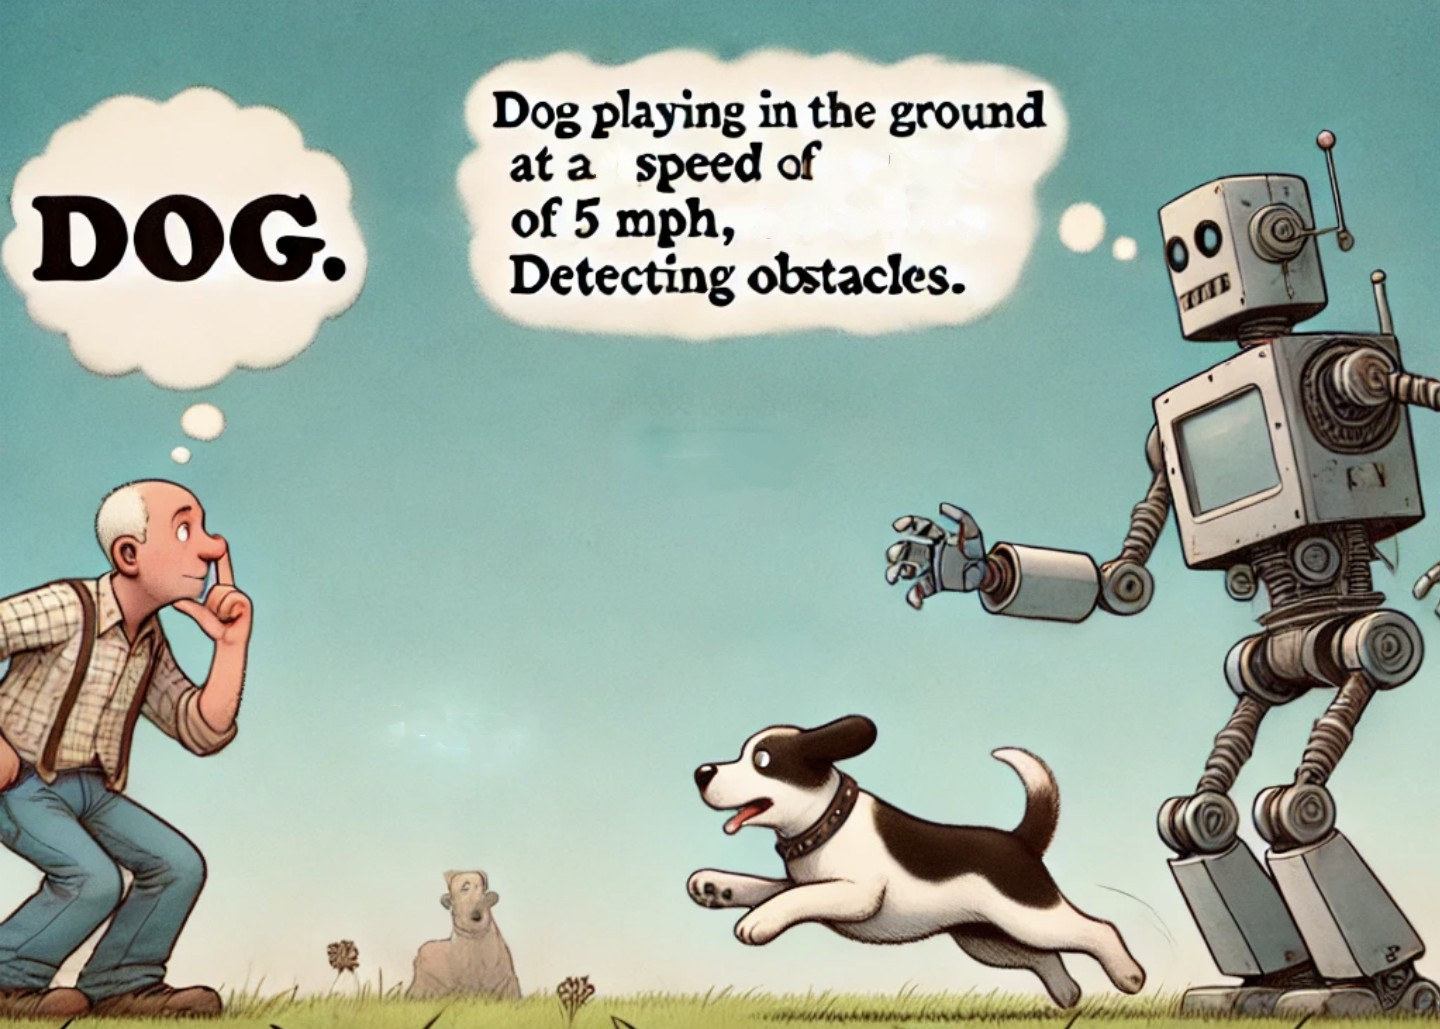 DOG.
Dog playing in the ground
at a speed of
of 5 mph,
Detecting obstacles.